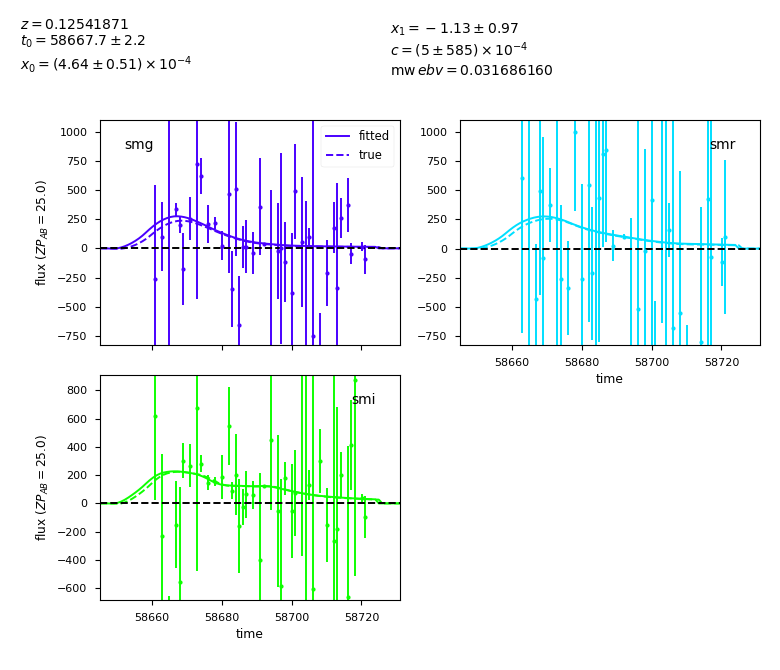 z = 0.12541871
t₀ = 58667.7 ± 2.2
x₀ = (4.64 ± 0.51) × 10⁻⁴
x₁ = −1.13 ± 0.97
c = (5 ± 585) × 10⁻⁴
mw ebv = 0.031686160
smg
fitted
true
1000
750
500
250
0
−250
−500
−750
flux (ZP_AB = 25.0)
smr
1000
750
500
250
0
−250
−500
−750
58660 58680 58700 58720
time
smi
800
600
400
200
0
−200
−400
−600
flux (ZP_AB = 25.0)
58660 58680 58700 58720
time